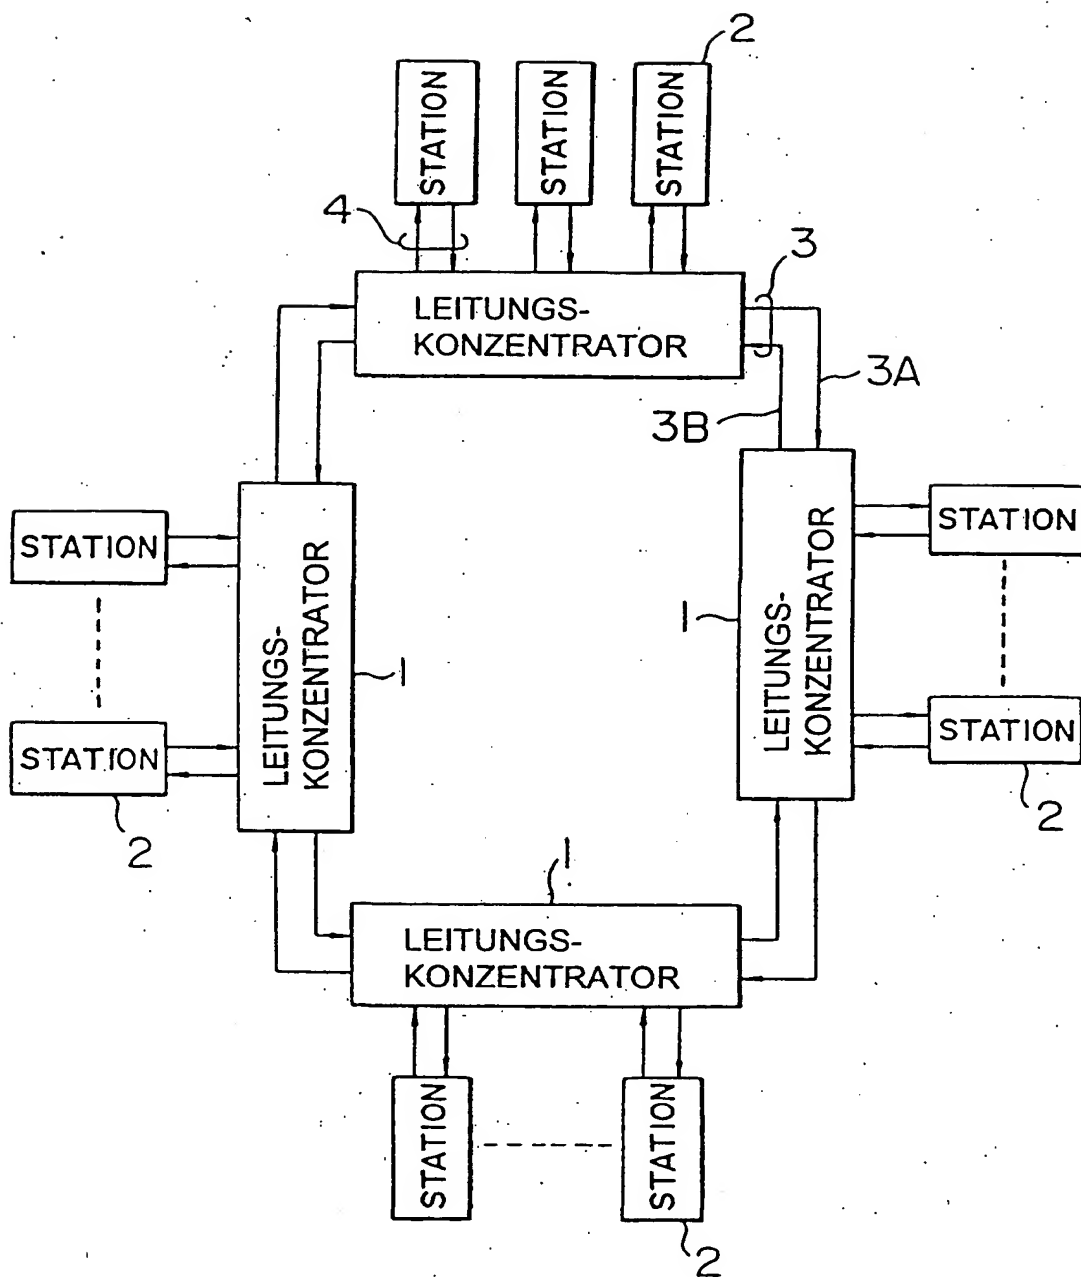 2
STATION
STATION
STATION
4
3
LEITUNGS-
KONZENTRATOR
3A
3B
STATION
LEITUNGS-
KONZENTRATOR
1
1
LEITUNGS-
KONZENTRATOR
STATION
STATION
2
STATION
2
1
LEITUNGS-
KONZENTRATOR
STATION
STATION
2